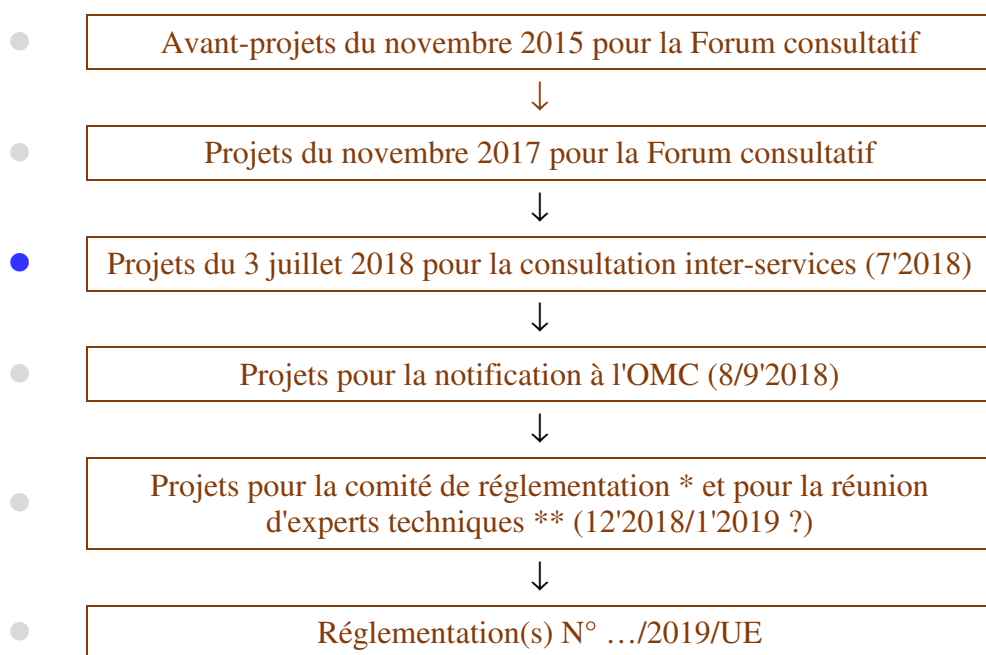 Avant-projets du novembre 2015 pour la Forum consultatif
↓
Projets du novembre 2017 pour la Forum consultatif
↓
Projets du 3 juillet 2018 pour la consultation inter-services (7'2018)
↓
Projets pour la notification à l'OMC (8/9'2018)
↓
Projets pour la comité de réglementation * et pour la réunion
d'experts techniques ** (12'2018/1'2019 ?)
↓
Réglementation(s) N° …/2019/UE